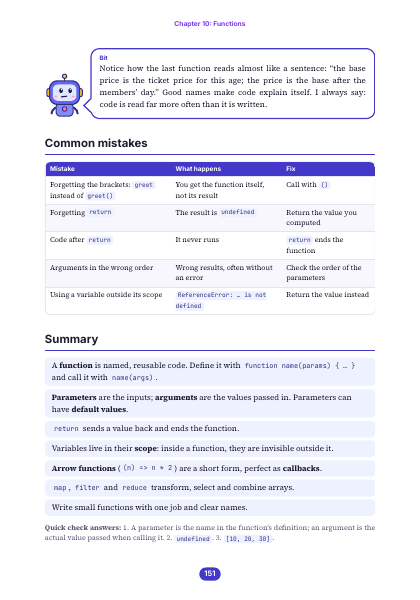 Chapter 10: Functions
Bit
Notice how the last function reads almost like a sentence: “the base
price is the ticket price for this age; the price is the base after the
members’ day.” Good names make code explain itself. I always say:
code is read far more often than it is written.
Common mistakes
Mistake What happens Fix
Forgetting the brackets: greet instead of greet() You get the function itself, not its result Call with ()
Forgetting return The result is undefined Return the value you computed
Code after return It never runs return ends the function
Arguments in the wrong order Wrong results, often without an error Check the order of the parameters
Using a variable outside its scope ReferenceError: … is not defined Return the value instead
Summary
A function is named, reusable code. Define it with function name(params) { … }
and call it with name(args) .
Parameters are the inputs; arguments are the values passed in. Parameters can
have default values.
return sends a value back and ends the function.
Variables live in their scope: inside a function, they are invisible outside it.
Arrow functions ( (n) => n * 2 ) are a short form, perfect as callbacks.
map , filter and reduce transform, select and combine arrays.
Write small functions with one job and clear names.
Quick check answers: 1. A parameter is the name in the function’s definition; an argument is the
actual value passed when calling it. 2. undefined . 3. [10, 20, 30] .
151